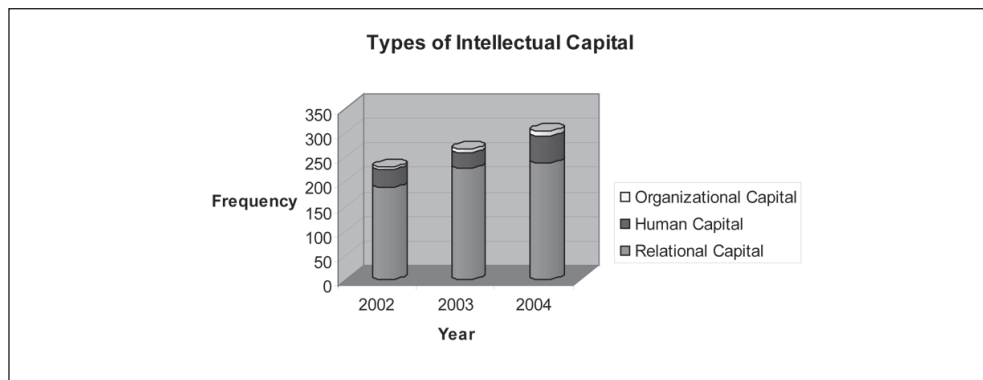 Types of Intellectual Capital
350
300
250
200
150
100
50
0
Frequency
2002 2003 2004
Year
Organizational Capital
Human Capital
Relational Capital